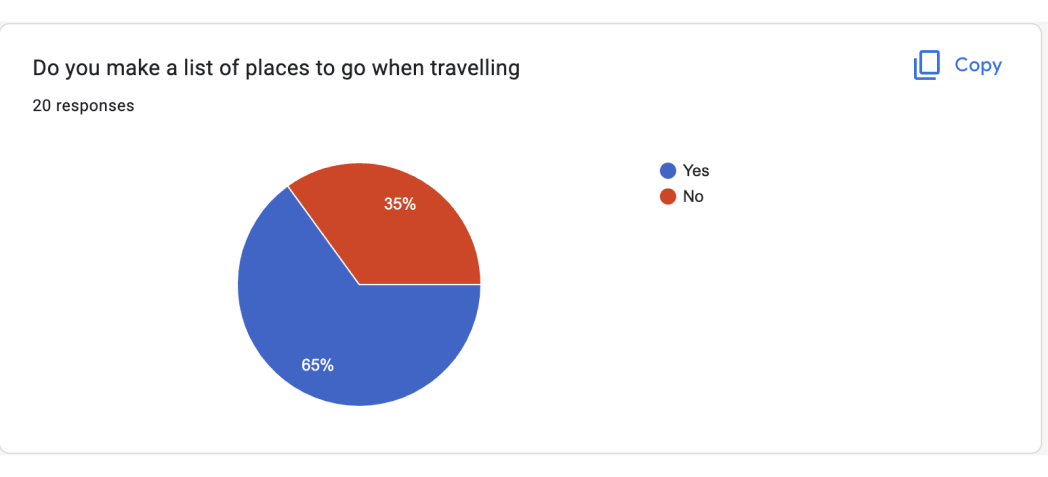 Do you make a list of places to go when travelling
Copy
20 responses
Yes
No
35%
65%